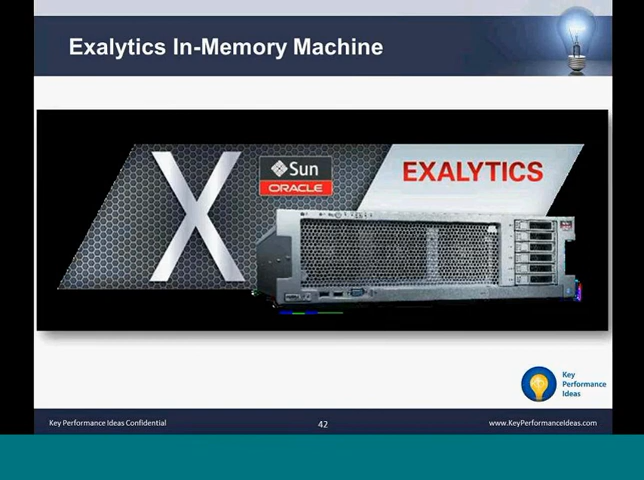 Exalytics In-Memory Machine
X
Sun
ORACLE
EXALYTICS
Key
Performance
Ideas
Key Performance Ideas Confidential
42
www.KeyPerformanceIdeas.com